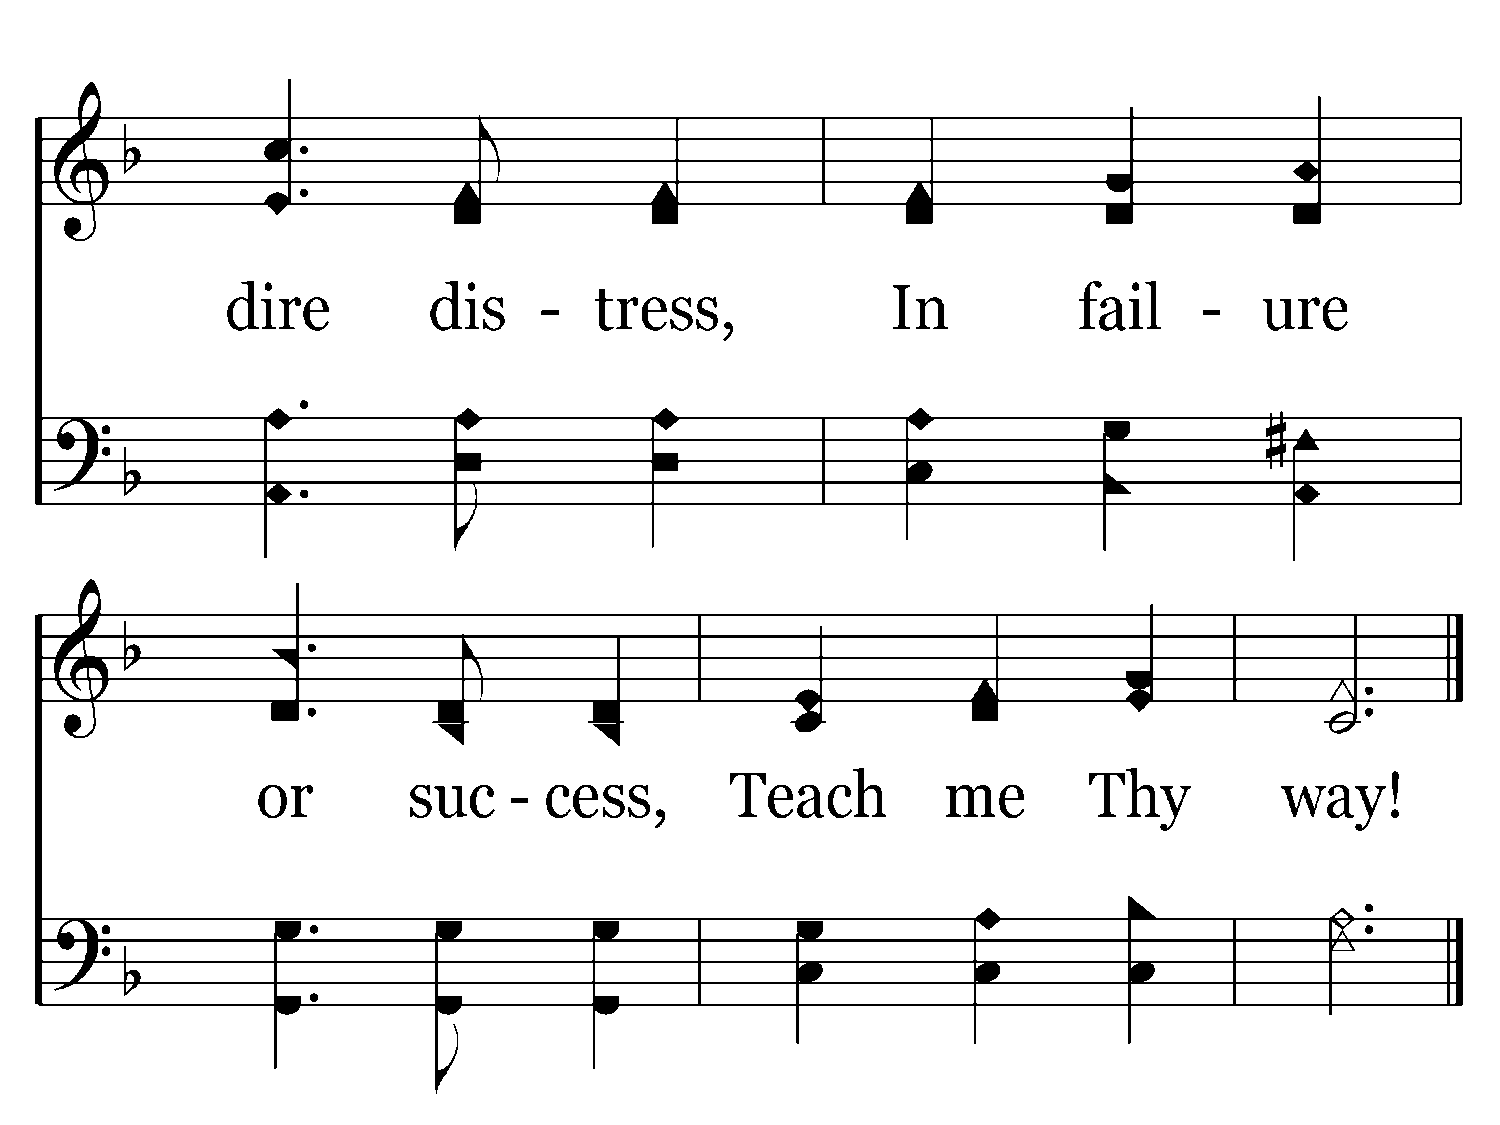 dire dis - tress, In fail - ure
or suc - cess, Teach me Thy way!